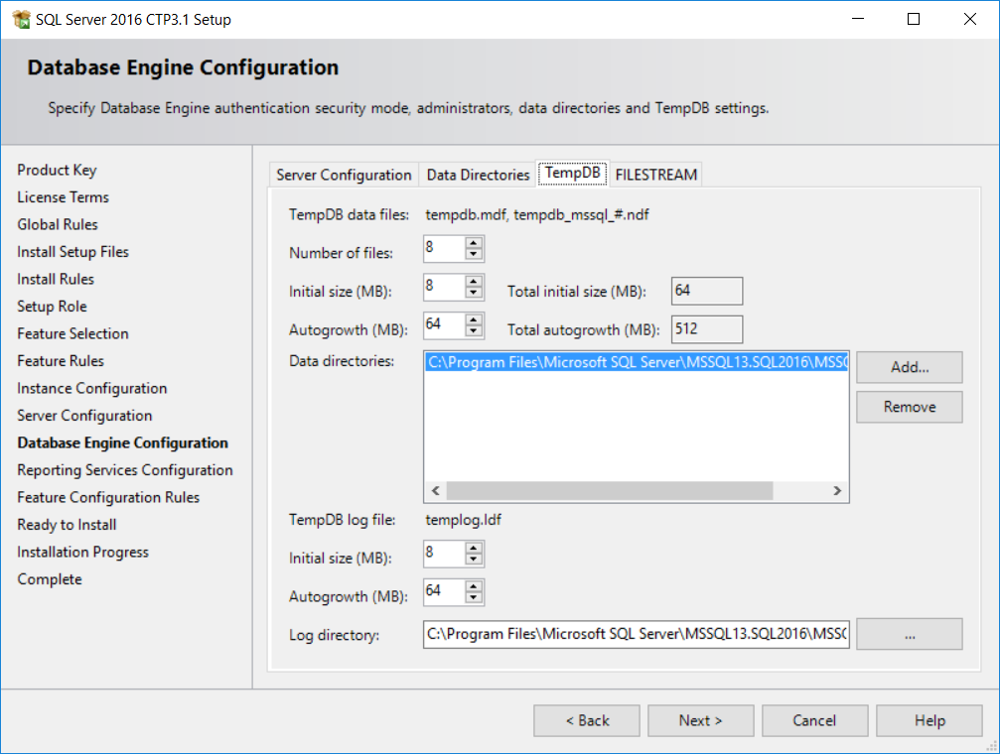 SQL Server 2016 CTP3.1 Setup
Database Engine Configuration
Specify Database Engine authentication security mode, administrators, data directories and TempDB settings.
Product Key
License Terms
Global Rules
Install Setup Files
Install Rules
Setup Role
Feature Selection
Feature Rules
Instance Configuration
Server Configuration
Database Engine Configuration
Reporting Services Configuration
Feature Configuration Rules
Ready to Install
Installation Progress
Complete
Server Configuration Data Directories TempDB FILESTREAM
TempDB data files: tempdb.mdf, tempdb_mssql_#.ndf
Number of files: 8
Initial size (MB): 8 Total initial size (MB): 64
Autogrowth (MB): 64 Total autogrowth (MB): 512
Data directories: C:\Program Files\Microsoft SQL Server\MSSQL13.SQL2016\MSSQ Add...
Remove
TempDB log file: templog.ldf
Initial size (MB): 8
Autogrowth (MB): 64
Log directory: C:\Program Files\Microsoft SQL Server\MSSQL13.SQL2016\MSSQ ...
< Back Next > Cancel Help